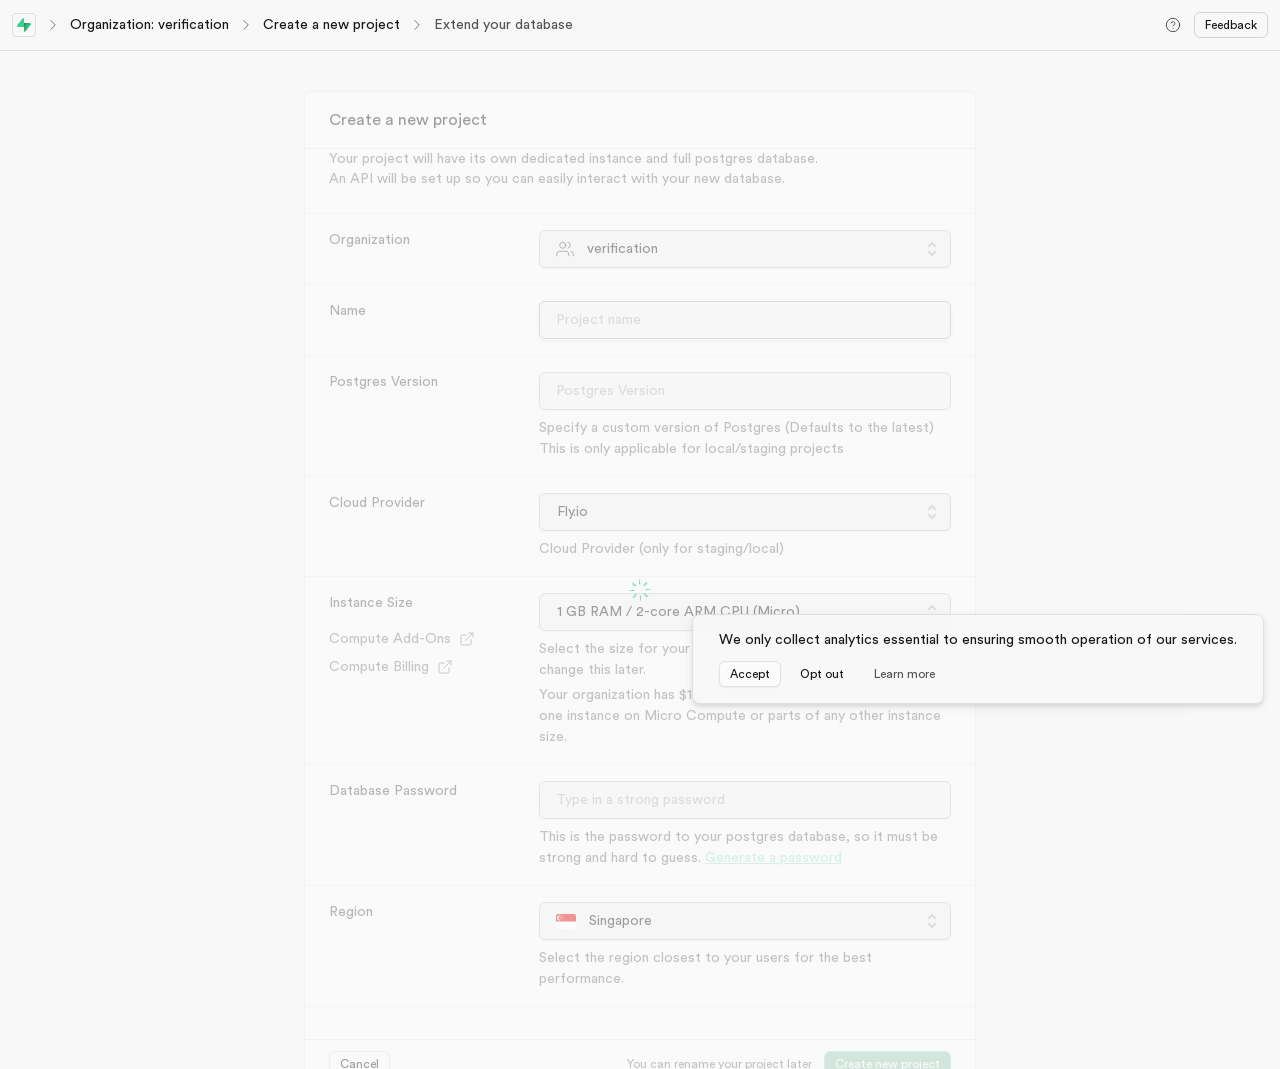 Organization: verification
Create a new project
Extend your database
Feedback
Create a new project
Your project will have its own dedicated instance and full postgres database.
An API will be set up so you can easily interact with your new database.
Organization
verification
Name
Project name
Postgres Version
Postgres Version
Specify a custom version of Postgres (Defaults to the latest)
This is only applicable for local/staging projects
Cloud Provider
Fly.io
Cloud Provider (only for staging/local)
Instance Size
1 GB RAM / 2-core ARM CPU (Micro)
Compute Add-Ons
Compute Billing
Select the size for your
change this later.
Your organization has $1
one instance on Micro Compute or parts of any other instance
size.
We only collect analytics essential to ensuring smooth operation of our services.
Accept
Opt out
Learn more
Database Password
Type in a strong password
This is the password to your postgres database, so it must be
strong and hard to guess. Generate a password
Region
Singapore
Select the region closest to your users for the best
performance.
Cancel
You can rename your project later
Create new project